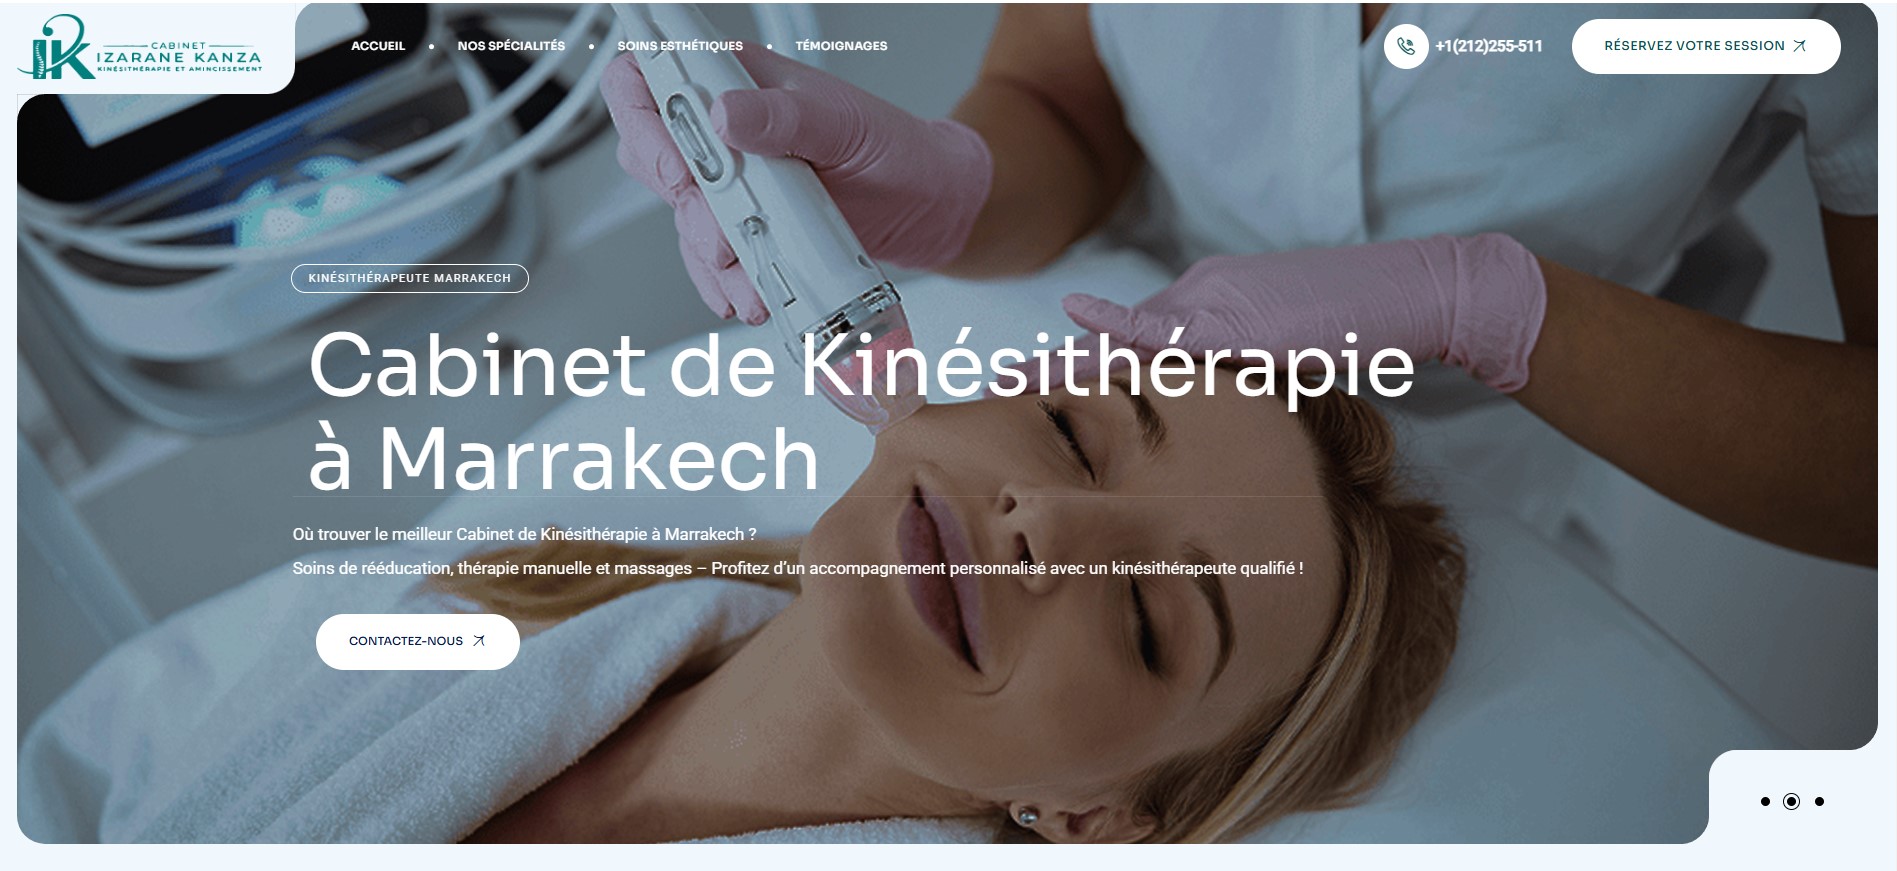 CABINET
IZARANE KANZA
KINÉSITHÉRAPIE ET AMINCISSEMENT
ACCUEIL
NOS SPÉCIALITÉS
SOINS ESTHÉTIQUES
TÉMOIGNAGES
+1(212)255-511
RÉSERVEZ VOTRE SESSION
KINÉSITHÉRAPEUTE MARRAKECH
Cabinet de Kinésithérapie
à Marrakech
Où trouver le meilleur Cabinet de Kinésithérapie à Marrakech ?
Soins de rééducation, thérapie manuelle et massages – Profitez d’un accompagnement personnalisé avec un kinésithérapeute qualifié !
CONTACTEZ-NOUS